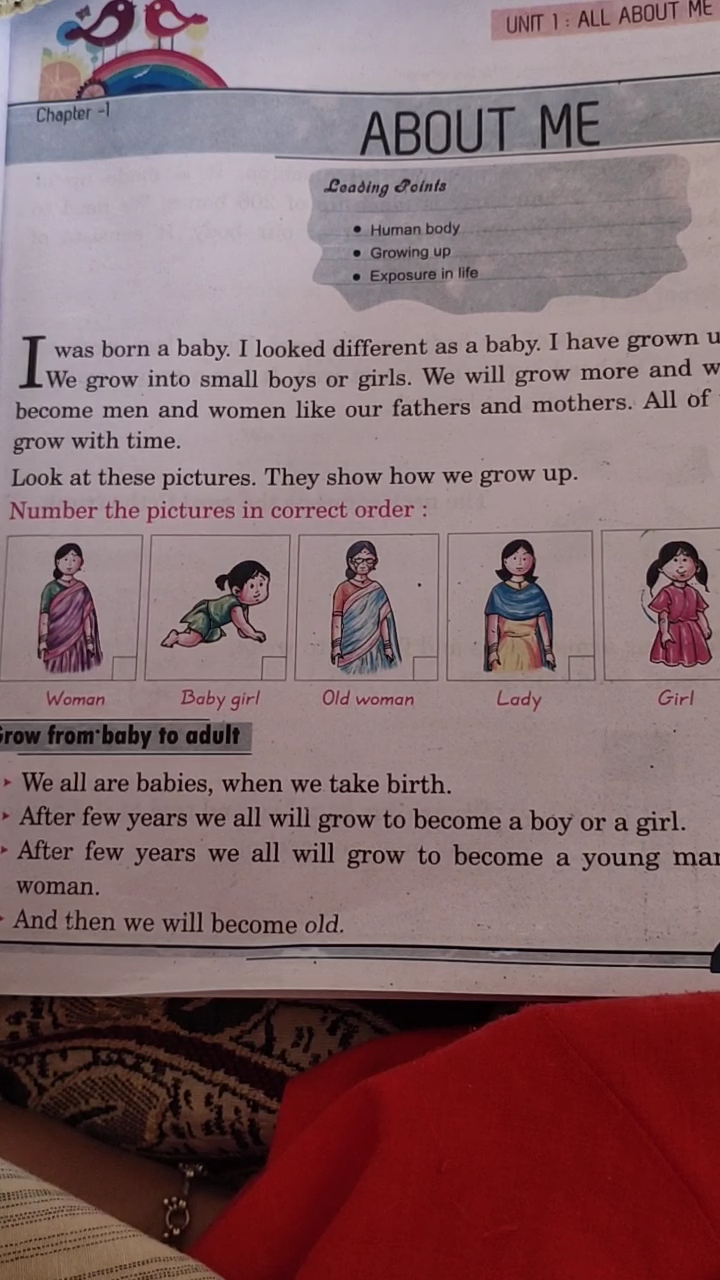 UNIT 1 : ALL ABOUT ME
Chapter -1
ABOUT ME
Loading Points
• Human body
• Growing up
• Exposure in life
I was born a baby. I looked different as a baby. I have grown
We grow into small boys or girls. We will grow more and
become men and women like our fathers and mothers. All of
grow with time.
Look at these pictures. They show how we grow up.
Number the pictures in correct order :
Woman Baby girl Old woman Lady Girl
from baby to adult
‣ We all are babies, when we take birth.
‣ After few years we all will grow to become a boy or a girl.
‣ After few years we all will grow to become a young
woman.
‣ And then we will become old.